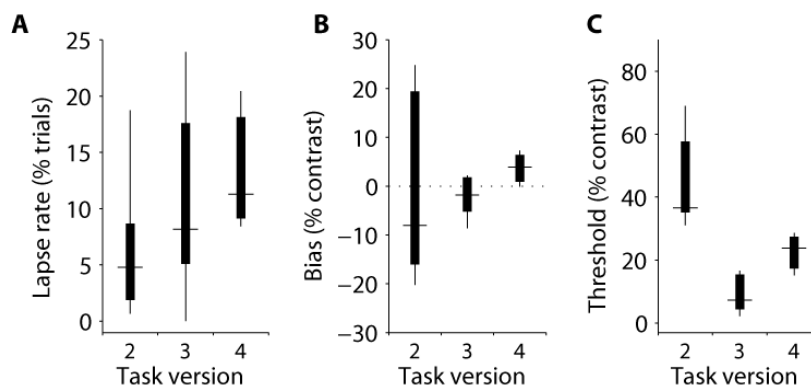 A
25
20
15
10
5
0
Lapse rate (% trials)
2 3 4
Task version
B
30
20
10
0
−10
−20
−30
Bias (% contrast)
2 3 4
Task version
C
80
60
40
20
0
Threshold (% contrast)
2 3 4
Task version